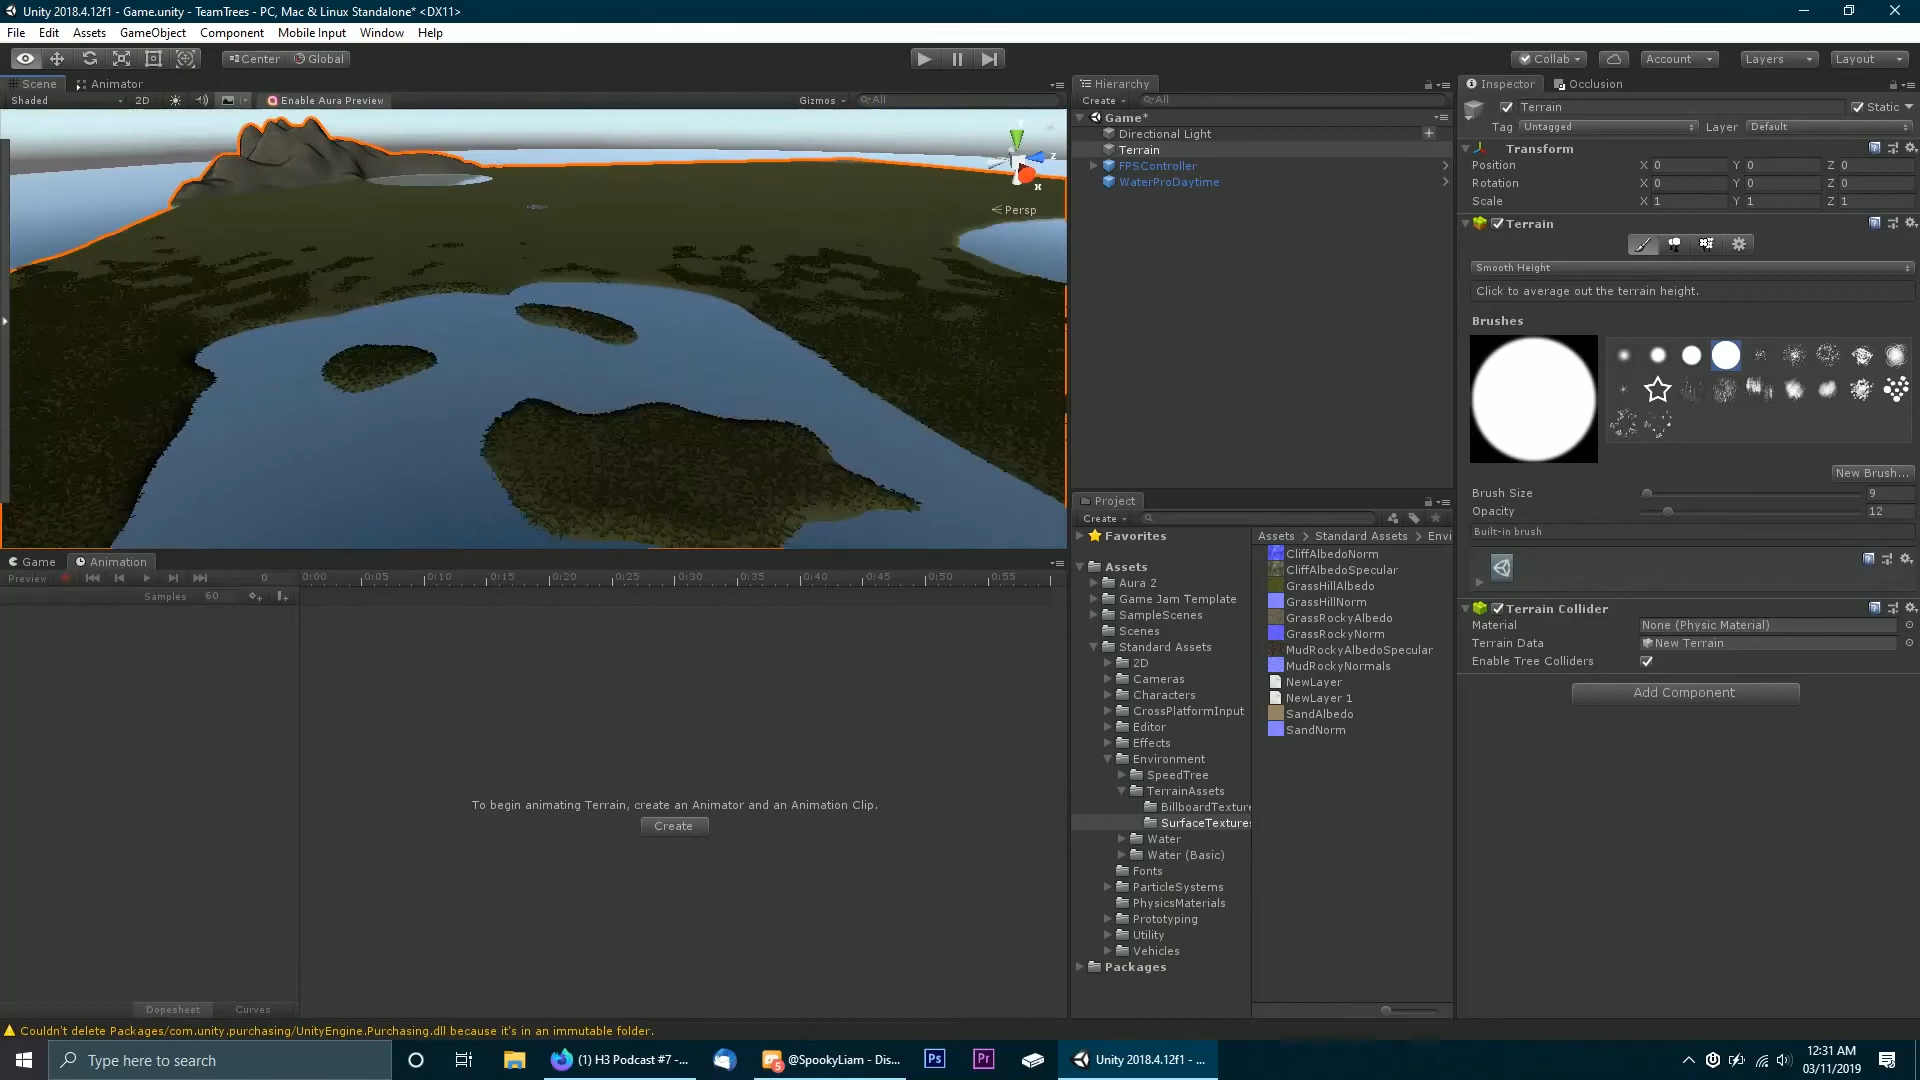 Unity 2018.4.12f1 - Game.unity - TeamTrees - PC, Mac & Linux Standalone* <DX11>
File Edit Assets GameObject Component Mobile Input Window Help
Center Global Collab Account Layers Layout
Scene Animator
Shaded 2D Enable Aura Preview Gizmos All
z
x
Persp
Hierarchy
Create All
Game*
Directional Light
Terrain
FPSController
WaterProDaytime
Inspector Occlusion
Terrain Static
Tag Untagged Layer Default
Transform
Position X 0 Y 0 Z 0
Rotation X 0 Y 0 Z 0
Scale X 1 Y 1 Z 1
Terrain
Smooth Height
Click to average out the terrain height.
Brushes
New Brush...
Brush Size 9
Opacity 12
Built-in brush
Terrain Collider
Material None (Physic Material)
Terrain Data New Terrain
Enable Tree Colliders
Add Component
Project
Create
Favorites
Assets
Aura 2
Game Jam Template
SampleScenes
Scenes
Standard Assets
2D
Cameras
Characters
CrossPlatformInput
Editor
Effects
Environment
SpeedTree
TerrainAssets
BillboardTexture
SurfaceTextures
Water
Water (Basic)
Fonts
ParticleSystems
PhysicsMaterials
Prototyping
Utility
Vehicles
Packages
Assets > Standard Assets > Envi
CliffAlbedoNorm
CliffAlbedoSpecular
GrassHillAlbedo
GrassHillNorm
GrassRockyAlbedo
GrassRockyNorm
MudRockyAlbedoSpecular
MudRockyNormals
NewLayer
NewLayer 1
SandAlbedo
SandNorm
Game Animation
Preview 0 0:00 0:05 0:10 0:15 0:20 0:25 0:30 0:35 0:40 0:45 0:50 0:55
Samples 60
To begin animating Terrain, create an Animator and an Animation Clip.
Create
Dopesheet Curves
Couldn't delete Packages/com.unity.purchasing/UnityEngine.Purchasing.dll because it's in an immutable folder.
Type here to search
(1) H3 Podcast #7 -...
5
@SpookyLiam - Dis...
Ps
Pr
Unity 2018.4.12f1 - ...
12:31 AM
03/11/2019